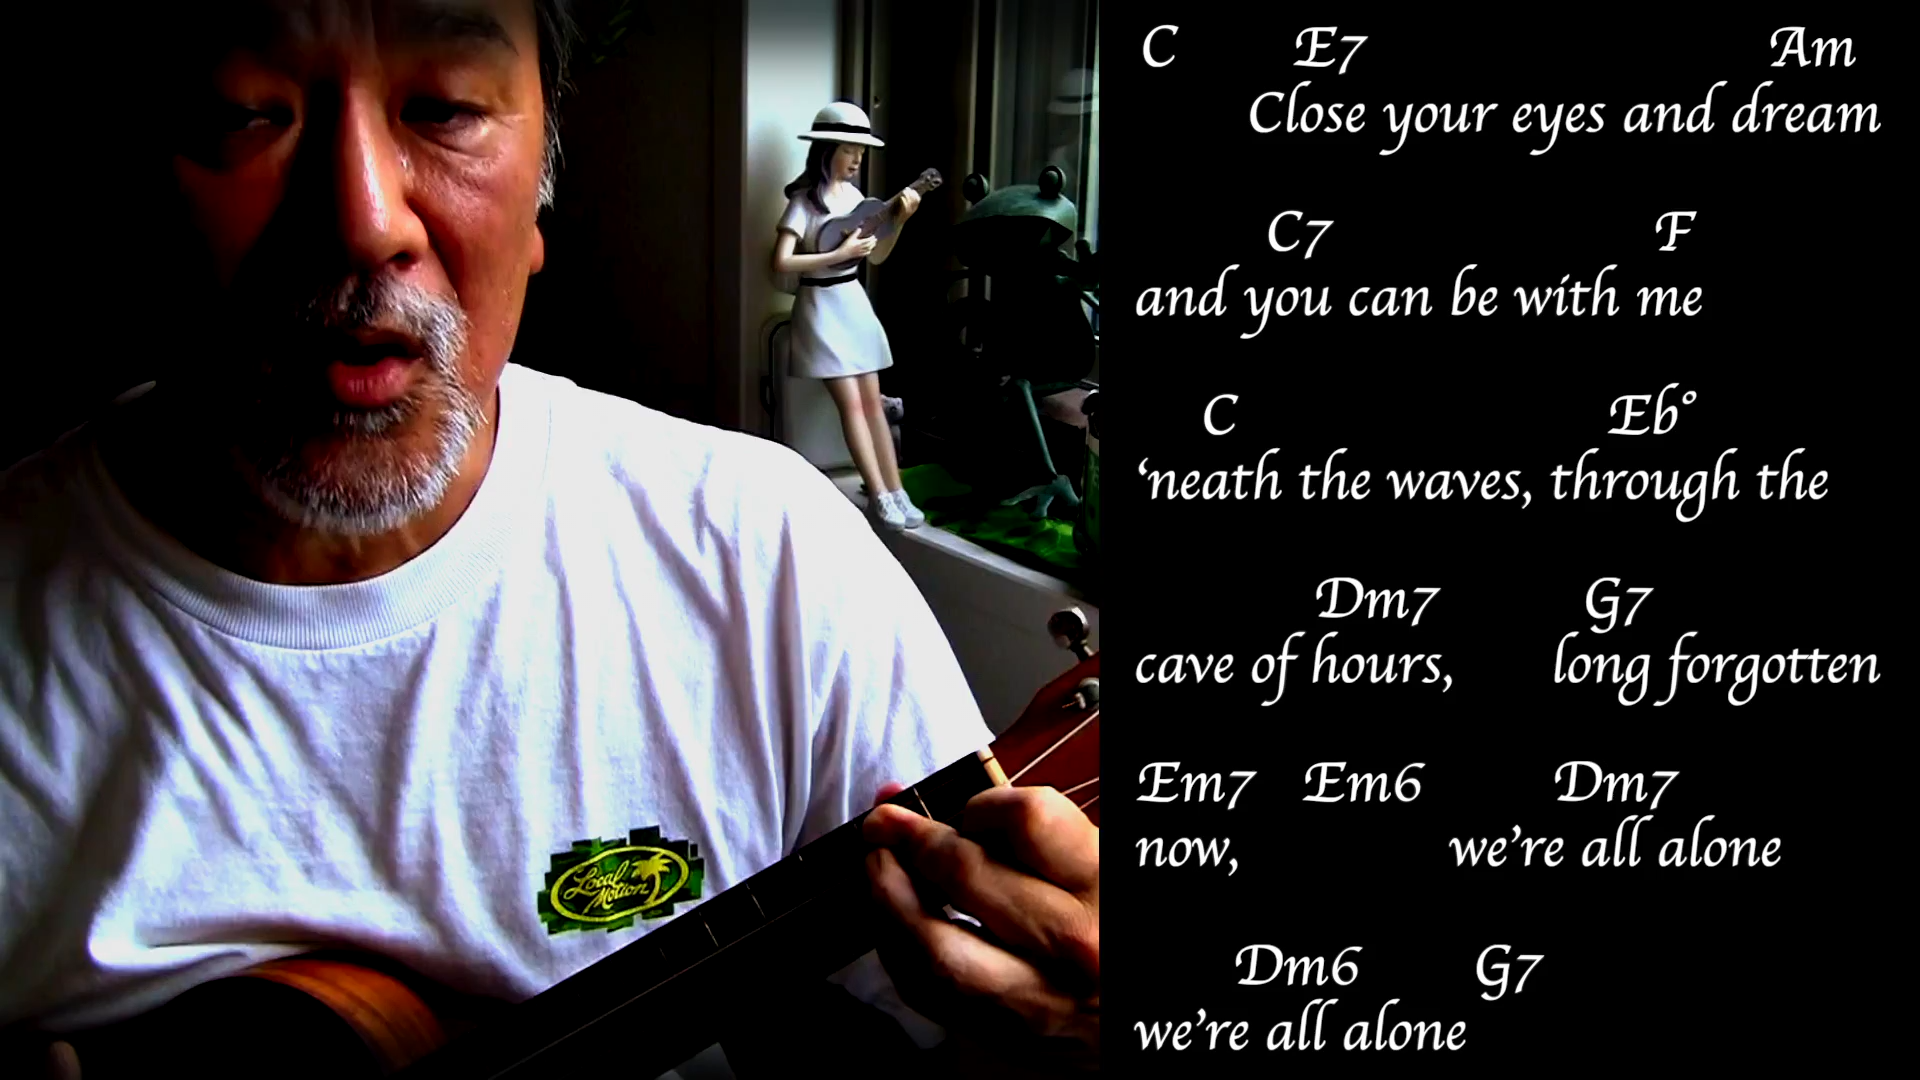 C E7 Am
Close your eyes and dream
C7 F
and you can be with me
C Eb°
‘neath the waves, through the
Dm7 G7
cave of hours, long forgotten
Em7 Em6 Dm7
now, we’re all alone
Dm6 G7
we’re all alone
Local
Motion